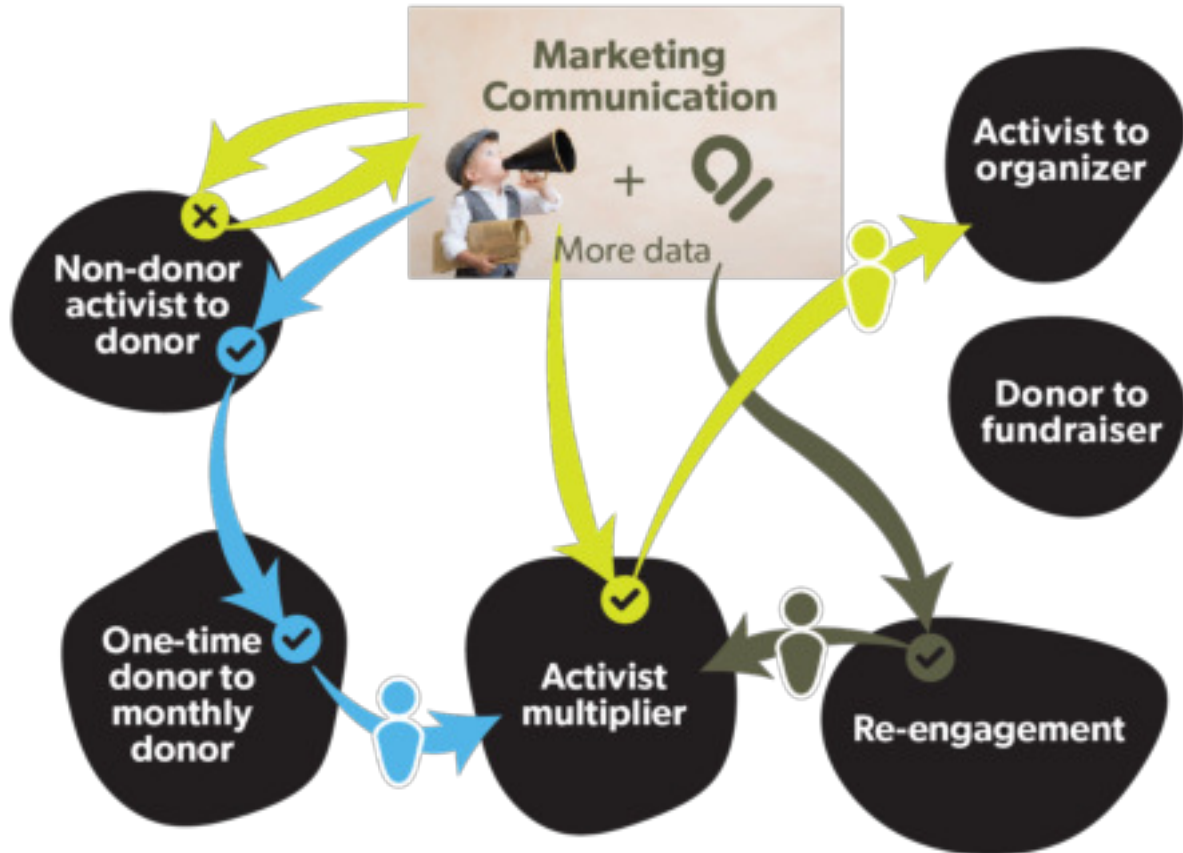 Marketing
Communication
+
More data
Activist to
organizer
Non-donor
activist to
donor
Donor to
fundraiser
One-time
donor to
monthly
donor
Activist
multiplier
Re-engagement